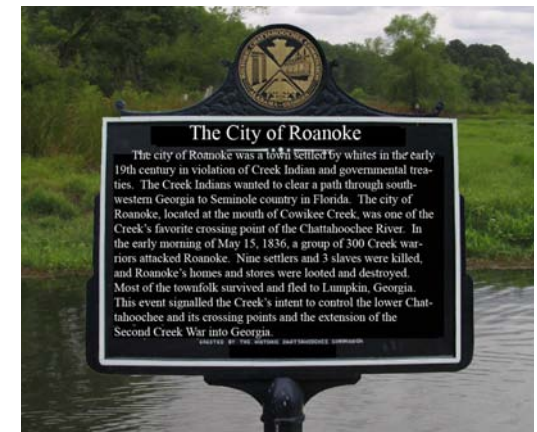 The City of Roanoke
The city of Roanoke was a town settled by whites in the early
19th century in violation of Creek Indian and governmental trea-
ties.  The Creek Indians wanted to clear a path through south-
western Georgia to Seminole country in Florida.  The city of
Roanoke, located at the mouth of Cowikee Creek, was one of the
Creek's favorite crossing point of the Chattahoochee River.  In
the early morning of May 15, 1836, a group of 300 Creek war-
riors attacked Roanoke.  Nine settlers and 3 slaves were killed,
and Roanoke's homes and stores were looted and destroyed.
Most of the townfolk survived and fled to Lumpkin, Georgia.
This event signalled the Creek's intent to control the lower Chat-
tahoochee and its crossing points and the extension of the
Second Creek War into Georgia.
ERECTED BY THE HISTORIC CHATTAHOOCHEE COMMISSION